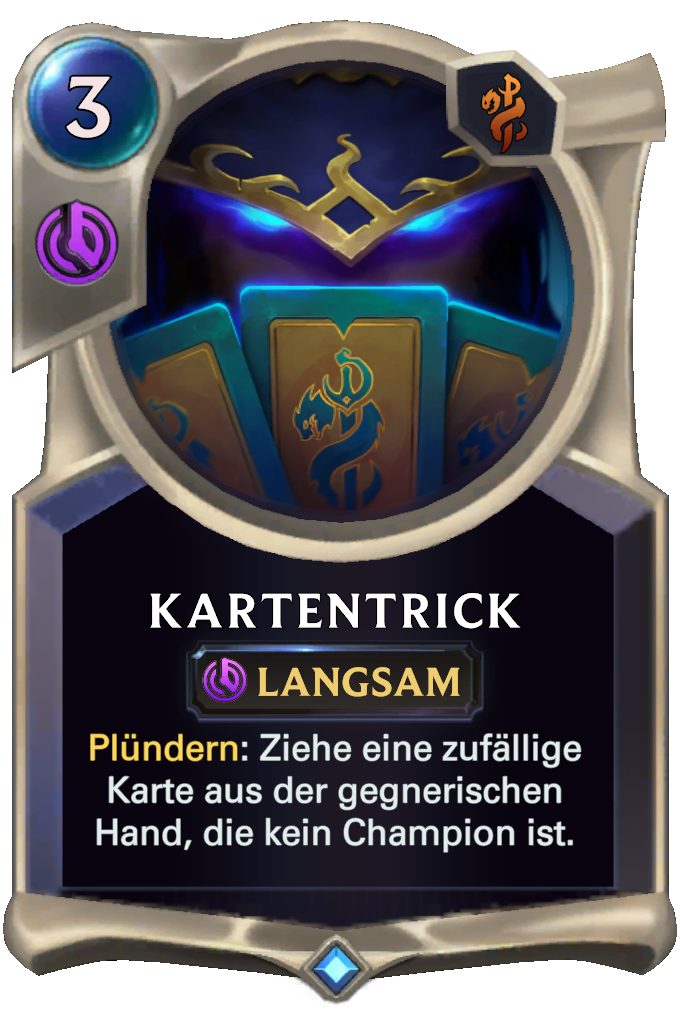 3
KARTENTRICK
LANGSAM
Plündern: Ziehe eine zufällige
Karte aus der gegnerischen
Hand, die kein Champion ist.